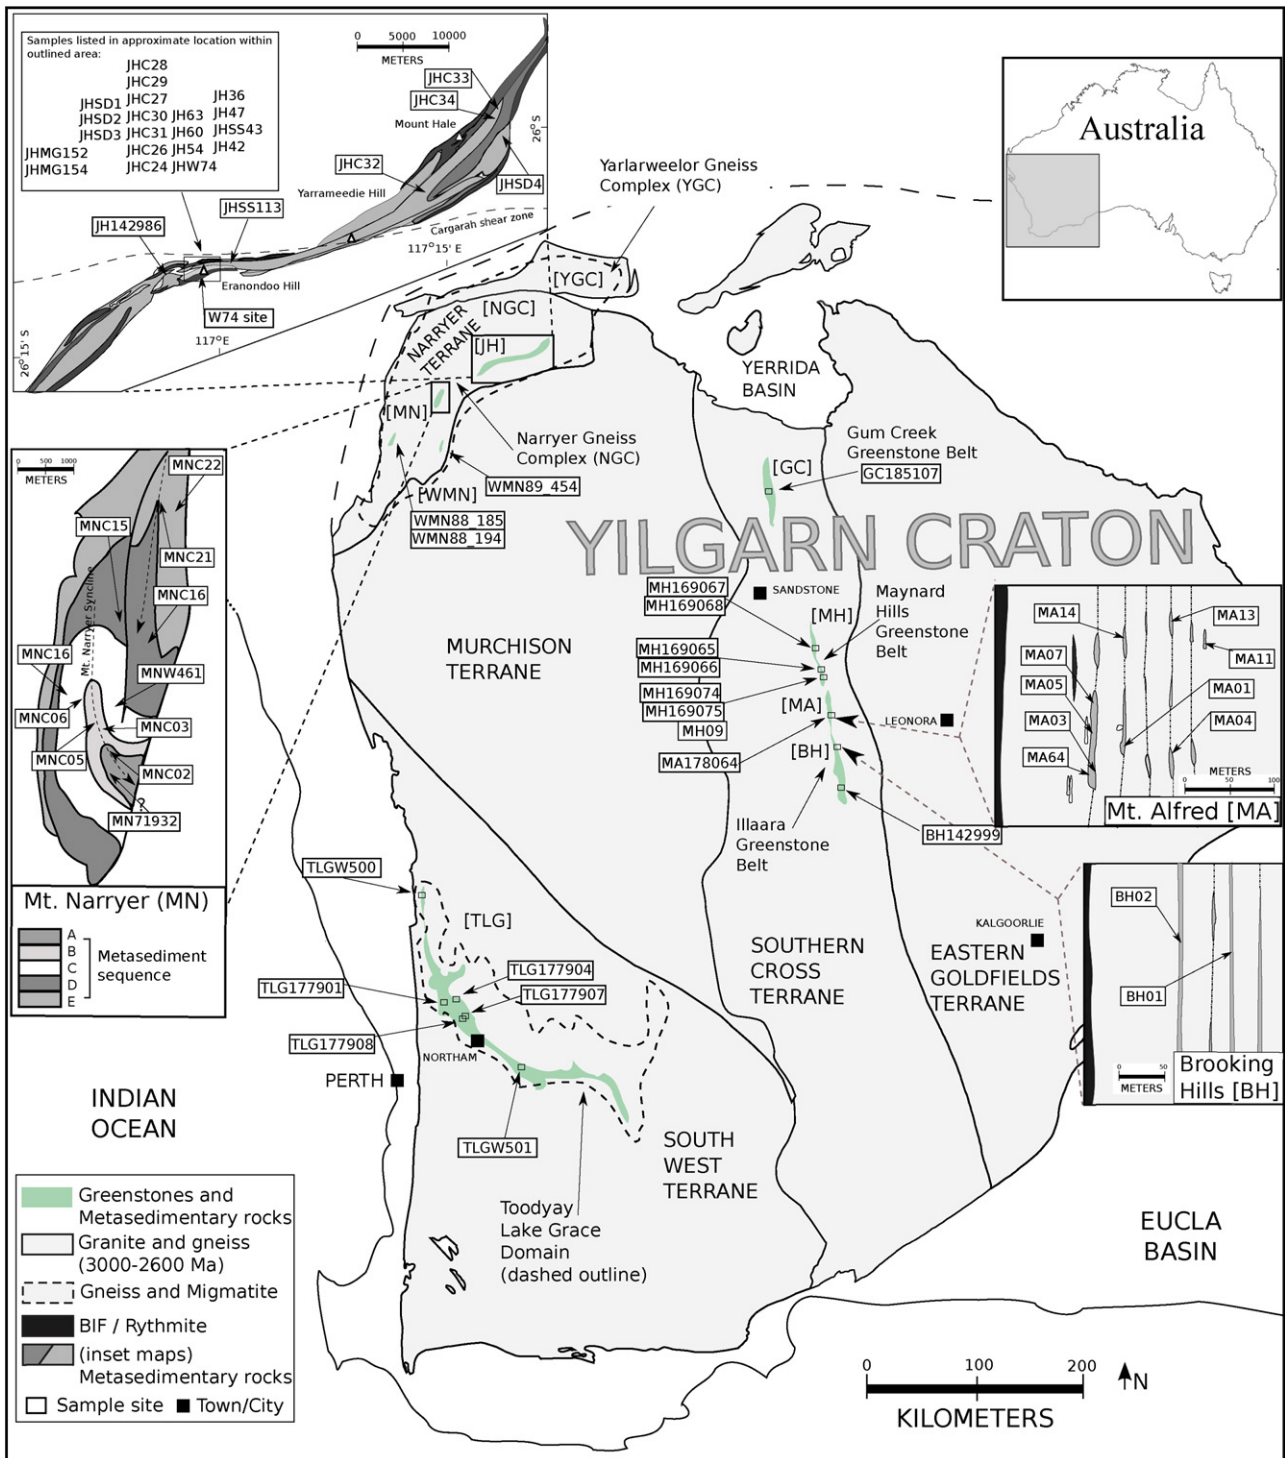 Samples listed in approximate location within
outlined area:
JHC28
JHC29
JHC27
JHC30
JHC31
JHC26
JHC24
JHSD1
JHSD2
JHSD3
JHMG152
JHMG154
JH63
JH60
JH54
JHW74
JH36
JH47
JHSS43
JH42
0 5000 10000
METERS
JHC33
JHC34
Mount Hale
26°S
JHC32
JHSD4
Yarrameedie Hill
Cargarah shear zone
JHSS113
JH142986
117°15' E
Eranondoo Hill
W74 site
117°E
26°15' S
Australia
Yarlarweelor Gneiss
Complex (YGC)
[YGC]
[NGC]
NARRYER
TERRANE
[JH]
[MN]
Narryer Gneiss
Complex (NGC)
[WMN]
WMN89_454
WMN88_185
WMN88_194
YERRIDA
BASIN
Gum Creek
Greenstone Belt
[GC]
GC185107
YILGARN CRATON
0 500 1000
METERS
MNC22
MNC15
MNC21
MNC16
Mt. Narryer Syncline
MNC16
MNW461
MNC06
MNC03
MNC05
MNC02
?
MN71932
Mt. Narryer (MN)
A
B
C
D
E
Metasediment
sequence
MURCHISON
TERRANE
MH169067
MH169068
SANDSTONE
[MH]
Maynard
Hills
Greenstone
Belt
MH169065
MH169066
MH169074
MH169075
MH09
[MA]
LEONORA
MA178064
[BH]
Illaara
Greenstone
Belt
BH142999
MA14
MA13
MA07
MA11
MA05
MA01
MA03
MA04
MA64
METERS
0 50 100
Mt. Alfred [MA]
BH02
BH01
0 50
METERS
Brooking
Hills [BH]
TLGW500
[TLG]
TLG177904
TLG177901
TLG177907
TLG177908
NORTHAM
PERTH
TLGW501
SOUTHERN
CROSS
TERRANE
KALGOORLIE
EASTERN
GOLDFIELDS
TERRANE
INDIAN
OCEAN
SOUTH
WEST
TERRANE
Toodyay
Lake Grace
Domain
(dashed outline)
EUCLA
BASIN
Greenstones and
Metasedimentary rocks
Granite and gneiss
(3000-2600 Ma)
Gneiss and Migmatite
BIF / Rythmite
(inset maps)
Metasedimentary rocks
Sample site
Town/City
0 100 200
KILOMETERS
N